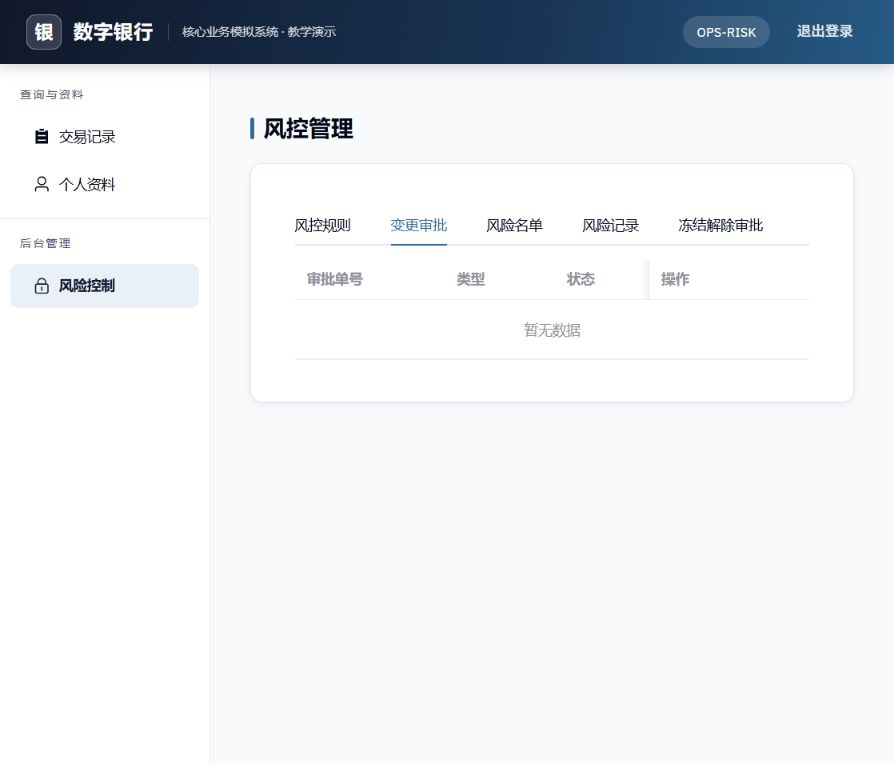 银 数字银行 核心业务模拟系统 · 教学演示 OPS-RISK 退出登录
查询与资料
交易记录
个人资料
后台管理
风险控制
风控管理
风控规则 变更审批 风险名单 风险记录 冻结解除审批
审批单号 类型 状态 操作
暂无数据